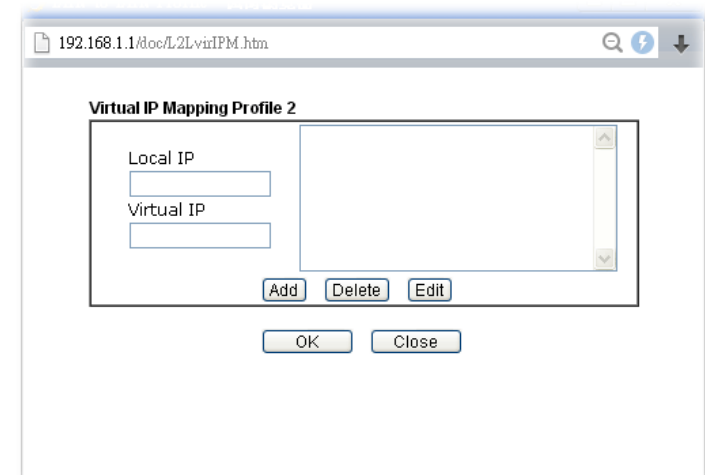 192.168.1.1/doc/L2LvirIPM.htm
Virtual IP Mapping Profile 2
Local IP
Virtual IP
Add Delete Edit
OK Close